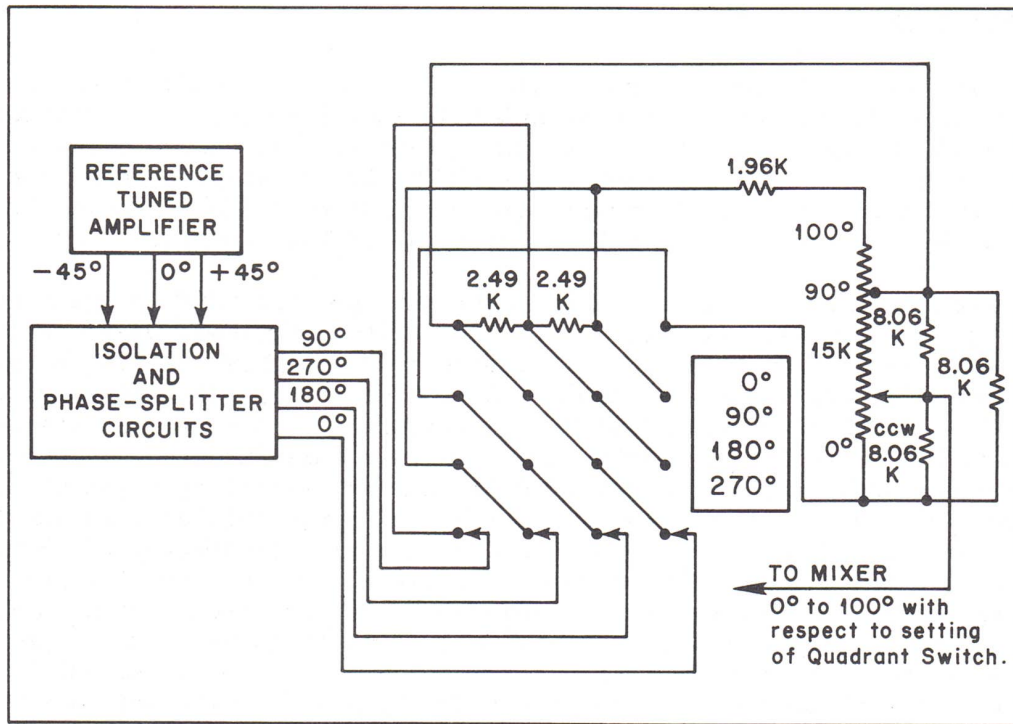 REFERENCE
TUNED
AMPLIFIER
−45° 0° +45°
ISOLATION
AND
PHASE-SPLITTER
CIRCUITS
90°
270°
180°
0°
2.49
K
2.49
K
1.96K
100°
90°
15K
0°
8.06
K
8.06
K
ccw
8.06
K
0°
90°
180°
270°
TO MIXER
0° to 100° with
respect to setting
of Quadrant Switch.